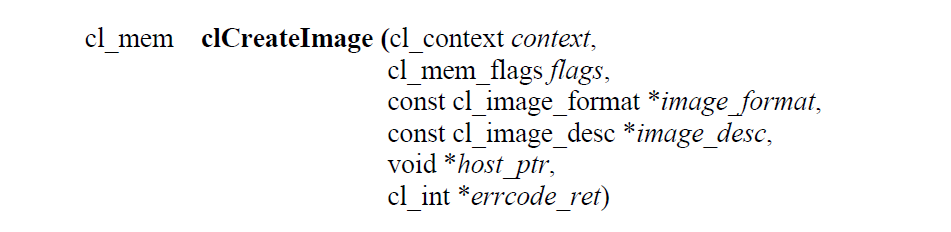 cl_mem clCreateImage (cl_context context,
cl_mem_flags flags,
const cl_image_format *image_format,
const cl_image_desc *image_desc,
void *host_ptr,
cl_int *errcode_ret)